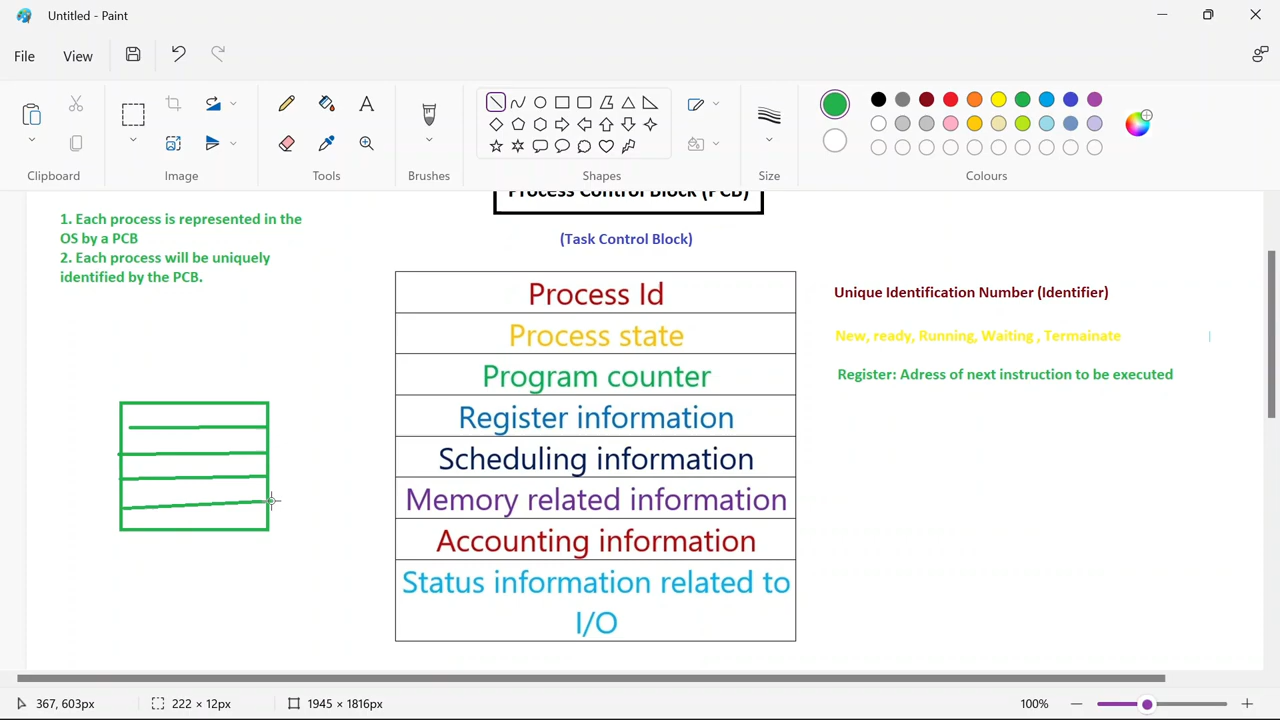 Untitled - Paint
File
View
Clipboard
Image
Tools
Brushes
Shapes
Size
Colours
Process Control Block (PCB)
(Task Control Block)
1. Each process is represented in the
OS by a PCB
2. Each process will be uniquely
identified by the PCB.
Process Id
Process state
Program counter
Register information
Scheduling information
Memory related information
Accounting information
Status information related to
I/O
Unique Identification Number (Identifier)
New, ready, Running, Waiting , Termainate
Register: Adress of next instruction to be executed
367, 603px
222 × 12px
1945 × 1816px
100%